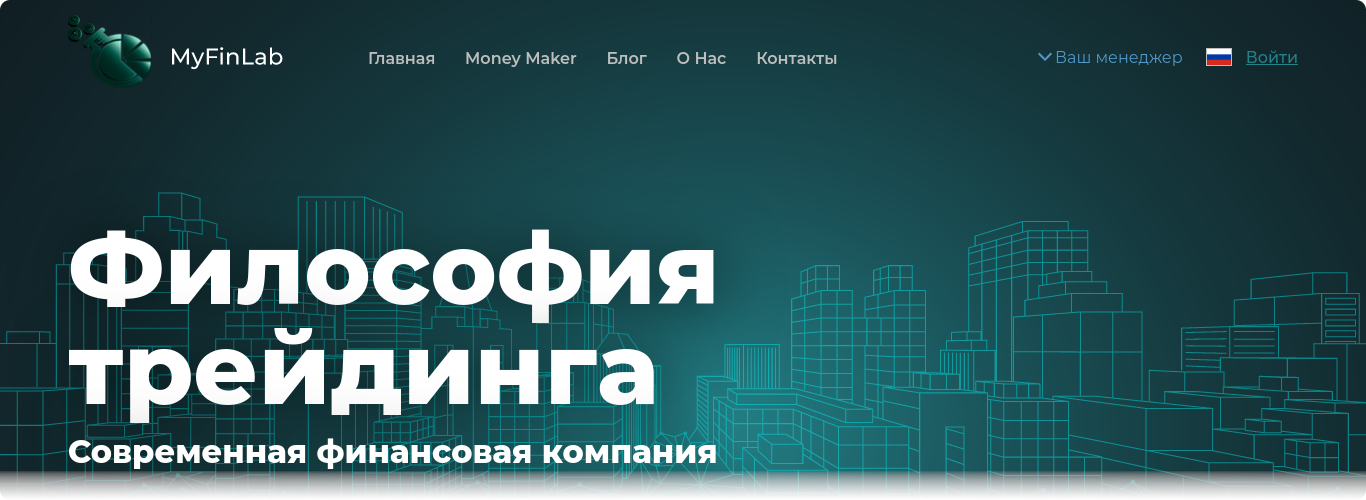 MyFinLab
Главная Money Maker Блог О Нас Контакты
Ваш менеджер
Войти
Философия
трейдинга
Современная финансовая компания